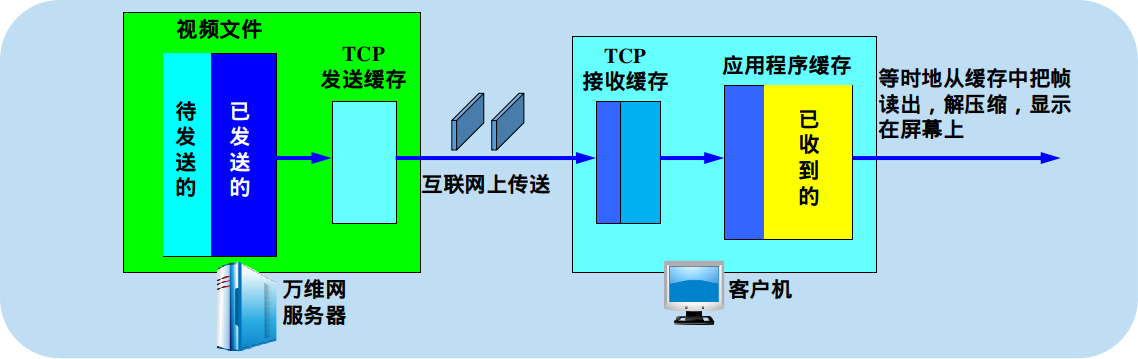 视频文件
待发送的
已发送的
TCP
发送缓存
互联网上传送
万维网
服务器
TCP
接收缓存
应用程序缓存
已收到的
客户机
等时地从缓存中把帧
读出，解压缩，显示
在屏幕上